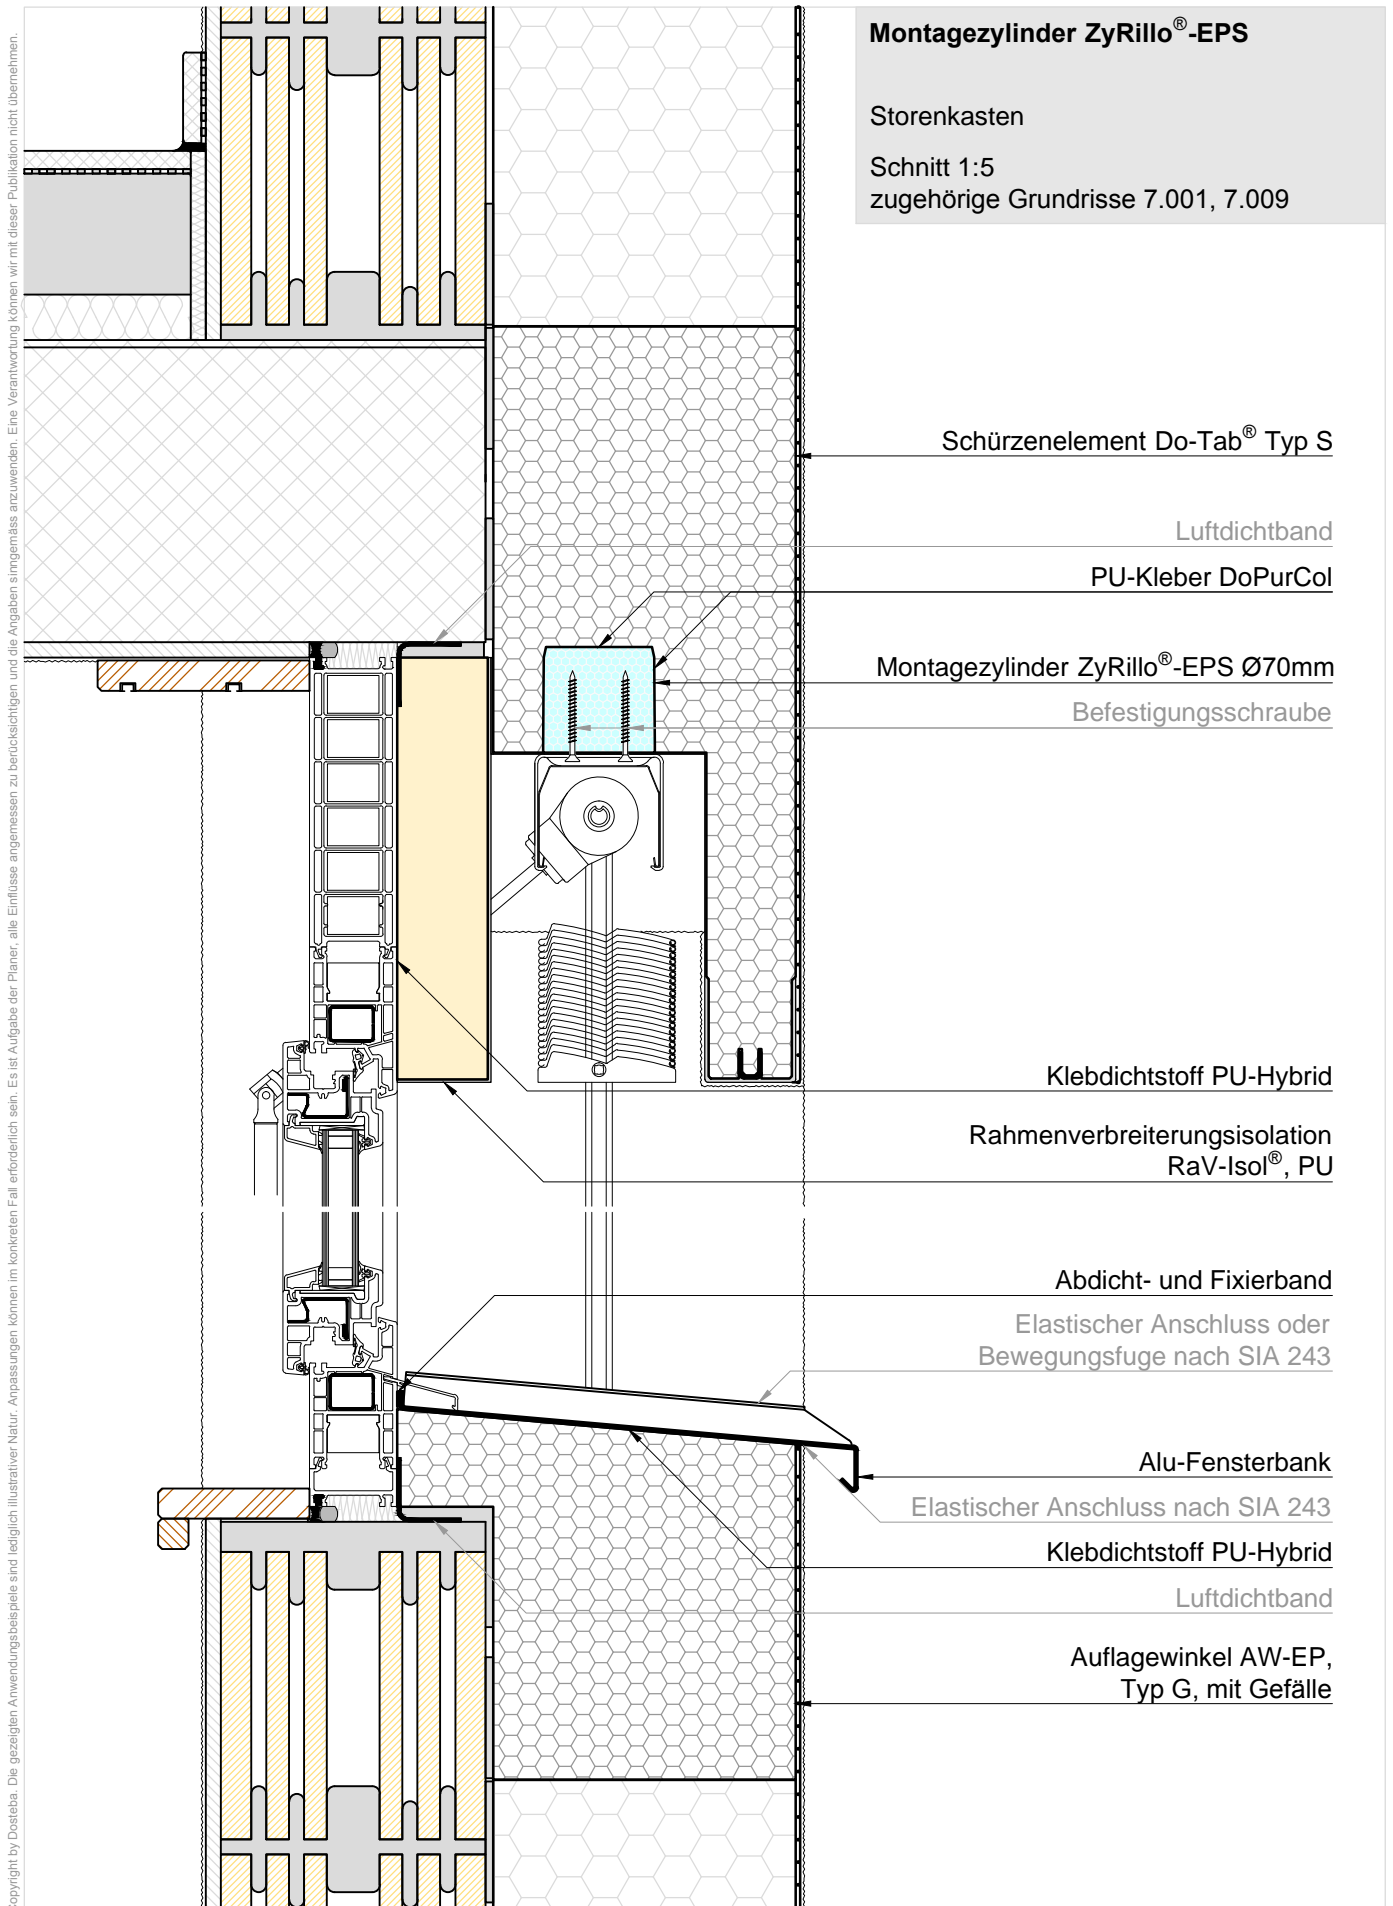 Montagezylinder ZyRillo®-EPS
Storenkasten
Schnitt 1:5
zugehörige Grundrisse 7.001, 7.009
Schürzenelement Do-Tab® Typ S
Luftdichtband
PU-Kleber DoPurCol
Montagezylinder ZyRillo®-EPS Ø70mm
Befestigungsschraube
Klebdichtstoff PU-Hybrid
Rahmenverbreiterungsisolation
RaV-Isol®, PU
Abdicht- und Fixierband
Elastischer Anschluss oder
Bewegungsfuge nach SIA 243
Alu-Fensterbank
Elastischer Anschluss nach SIA 243
Klebdichtstoff PU-Hybrid
Luftdichtband
Auflagewinkel AW-EP,
Typ G, mit Gefälle
Copyright by Dosteba. Die gezeigten Anwendungsbeispiele sind lediglich illustrativer Natur. Anpassungen können im konkreten Fall erforderlich sein. Es ist Aufgabe der Planer, alle Einflüsse angemessen zu berücksichtigen und die Angaben sinngemäss anzuwenden. Eine Verantwortung können wir mit dieser Publikation nicht übernehmen.